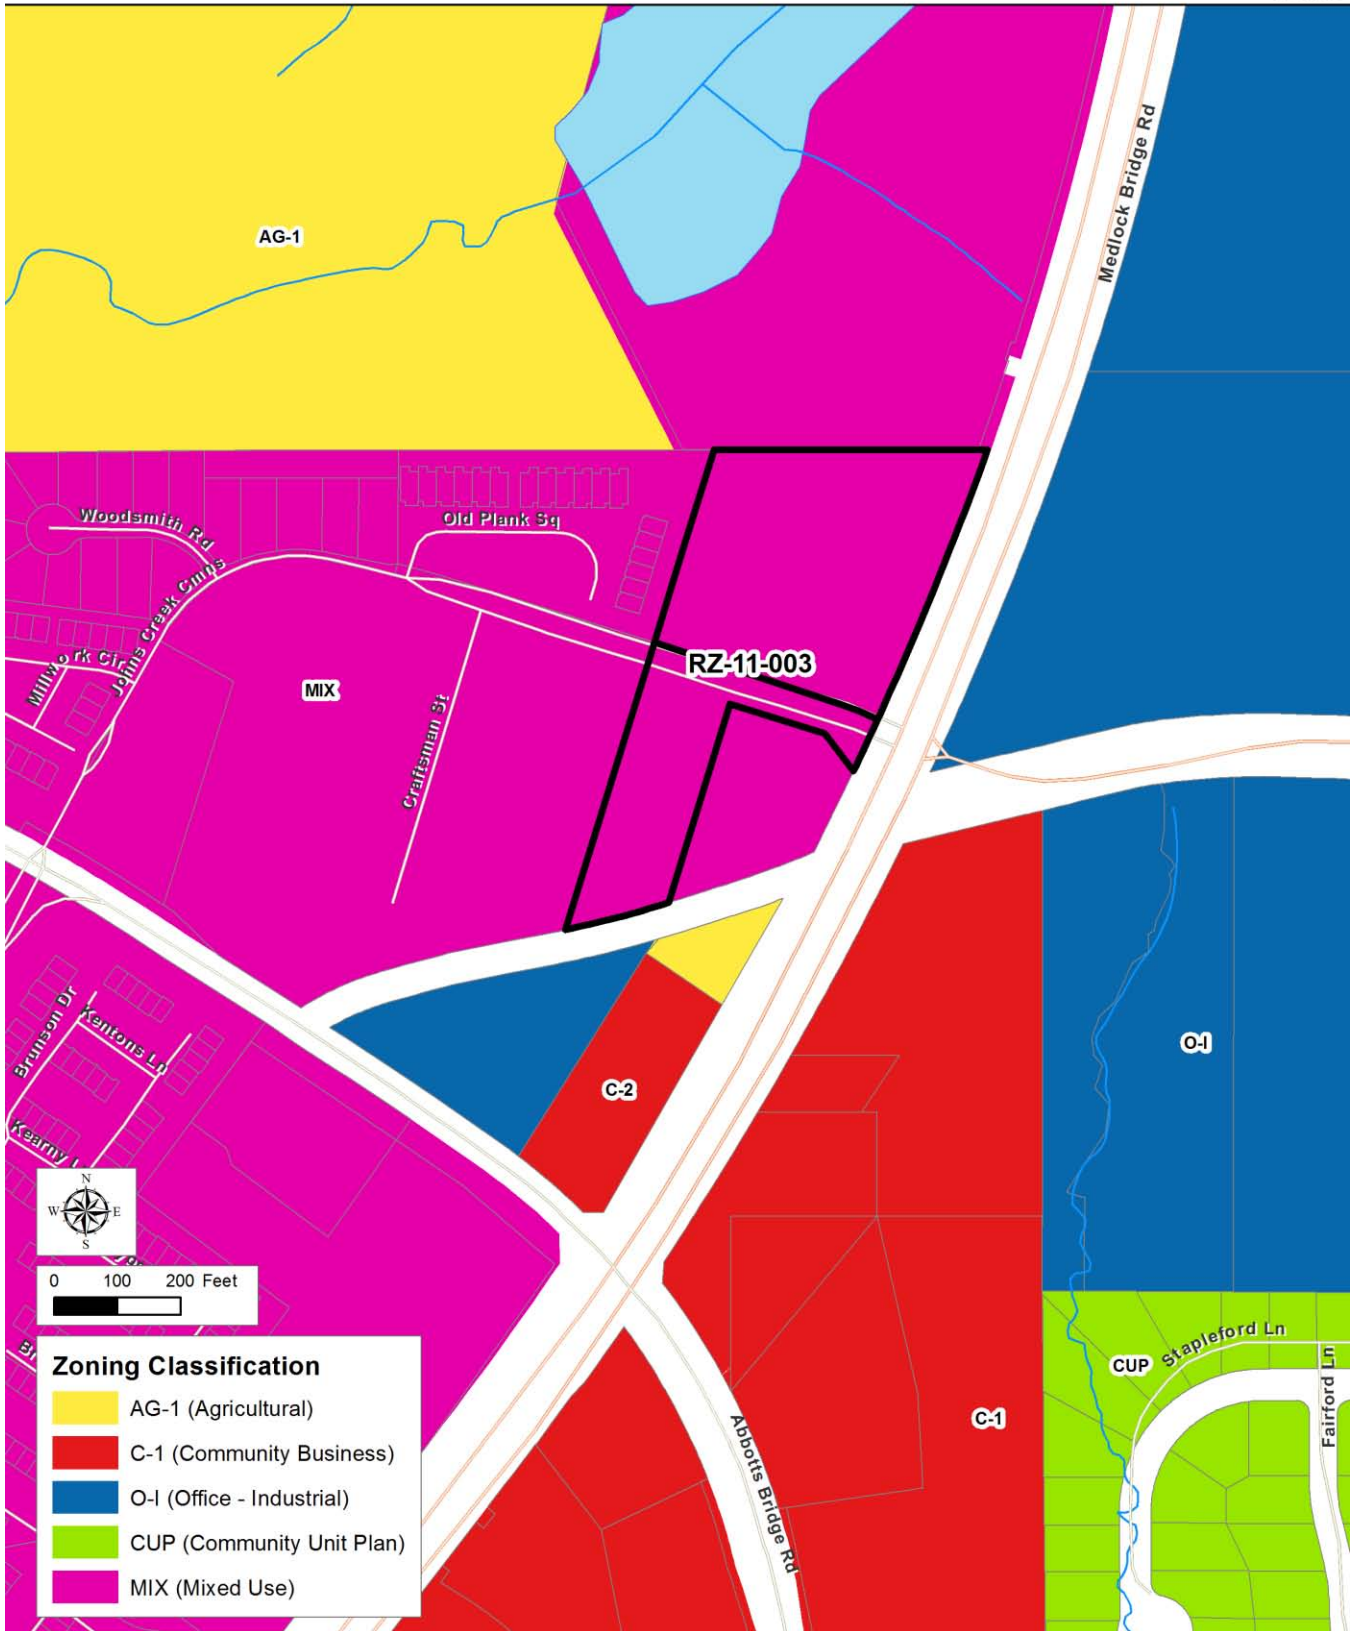 Medlock Bridge Rd
AG-1
Woodsmith Rd
Old Plank Sq
Johns Creek Cmns
Millwork Cir
RZ-11-003
MIX
Craftsman St
Brunson Dr
Kentons Ln
O-I
C-2
Kearny
N
W
E
S
0 100 200 Feet
Stapleford Ln
CUP
Fairford Ln
C-1
Abbotts Bridge Rd
Zoning Classification
AG-1 (Agricultural)
C-1 (Community Business)
O-I (Office - Industrial)
CUP (Community Unit Plan)
MIX (Mixed Use)